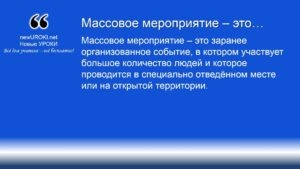 newUROKI.net
Новые УРОКИ
Всё для учителя – всё бесплатно!
Массовое мероприятие – это…
Массовое мероприятие – это заранее
организованное событие, в котором участвует
большое количество людей и которое
проводится в специально отведённом месте
или на открытой территории.